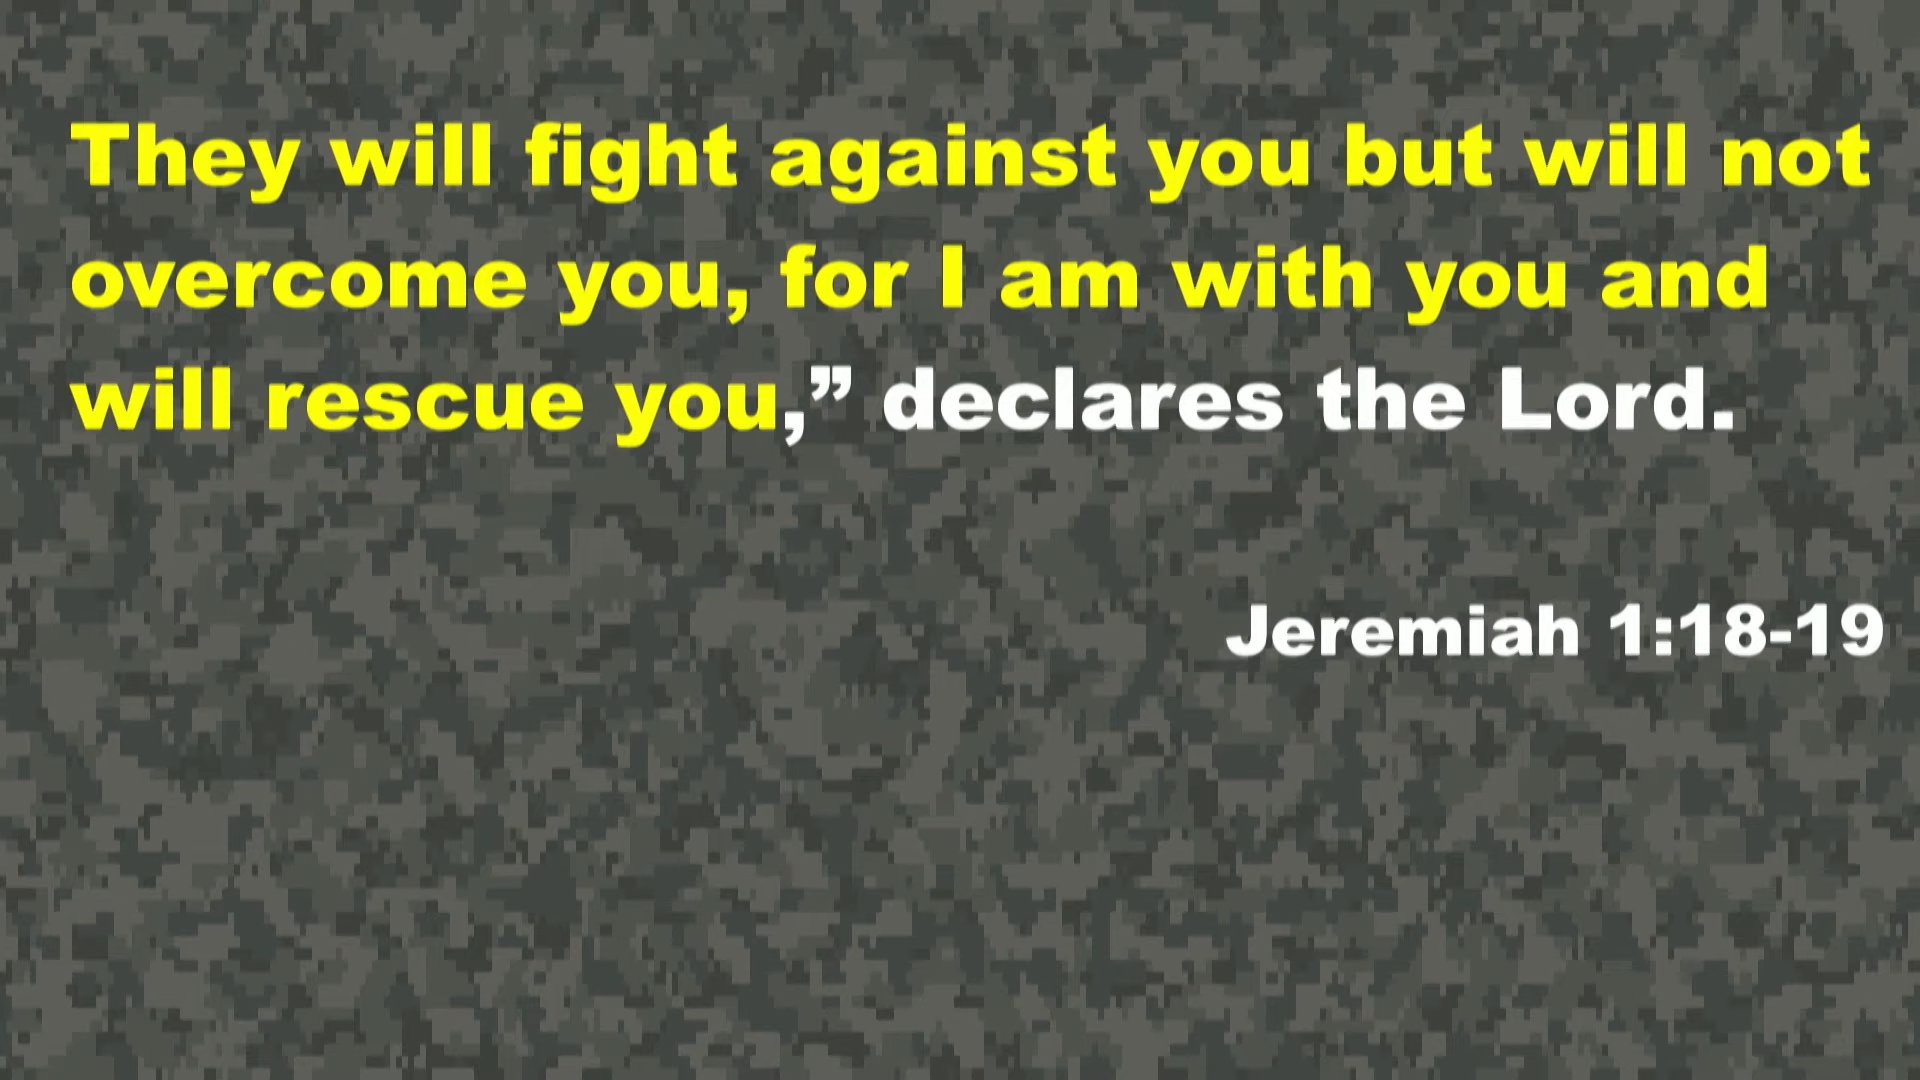 They will fight against you but will not
overcome you, for I am with you and
will rescue you,” declares the Lord.
Jeremiah 1:18-19